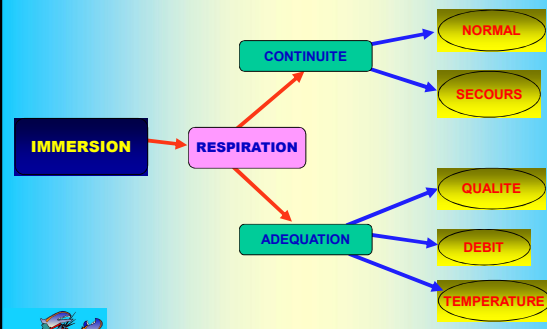 IMMERSION
RESPIRATION
CONTINUITE
NORMAL
SECOURS
ADEQUATION
QUALITE
DEBIT
TEMPERATURE